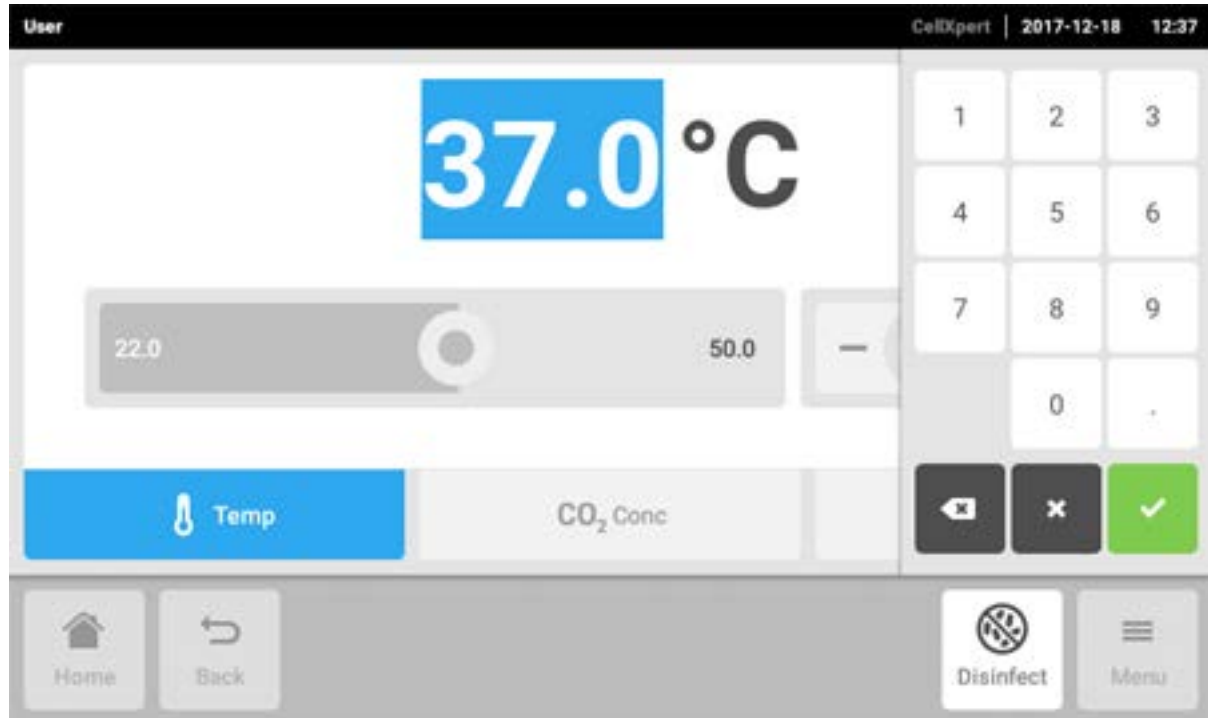 User
CellXpert | 2017-12-18 12:37
37.0 °C
22.0
50.0
−
1 2 3
4 5 6
7 8 9
0 .
Temp
CO₂ Conc
Home
Back
Disinfect
Menu